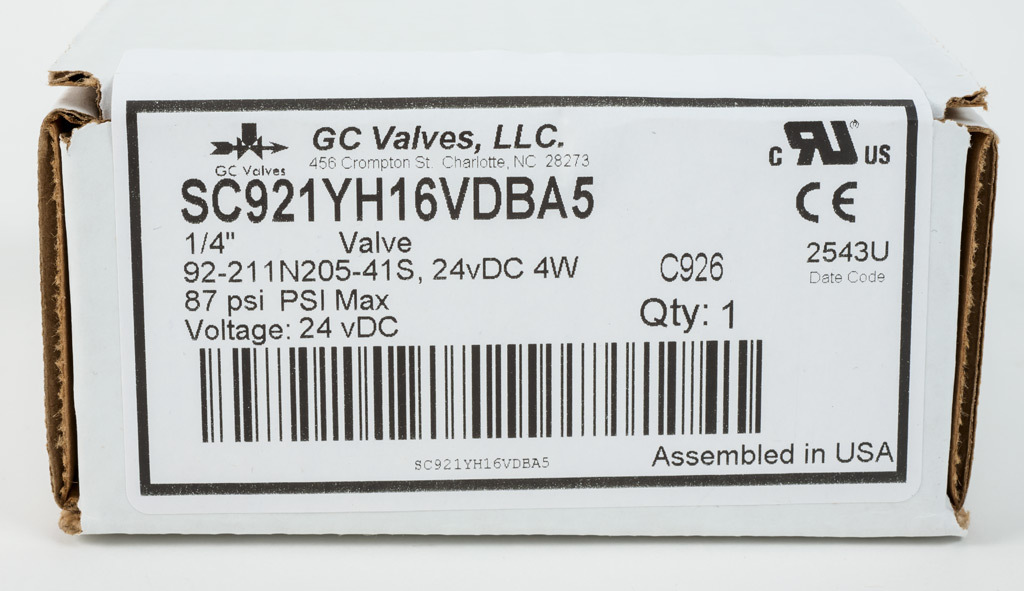 GC Valves, LLC.
456 Crompton St. Charlotte, NC 28273
GC Valves
C RU ® US
SC921YH16VDBA5
CE
1/4" Valve
92-211N205-41S, 24vDC 4W
C926
2543U
Date Code
87 psi PSI Max
Qty: 1
Voltage: 24 vDC
SC921YH16VDBA5
Assembled in USA